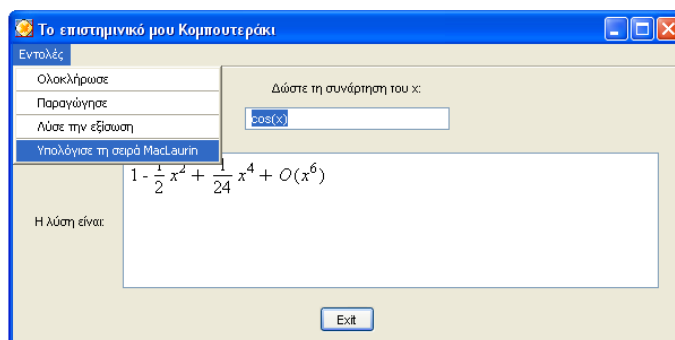 Το επιστημινικό μου Κομπουτεράκι
Εντολές
Ολοκλήρωσε
Παραγώγησε
Λύσε την εξίσωση
Υπολόγισε τη σειρά MacLaurin
Δώστε τη συνάρτηση του x:
cos(x)
Η λύση είναι:
1 - 1/2 x^2 + 1/24 x^4 + O(x^6)
Exit